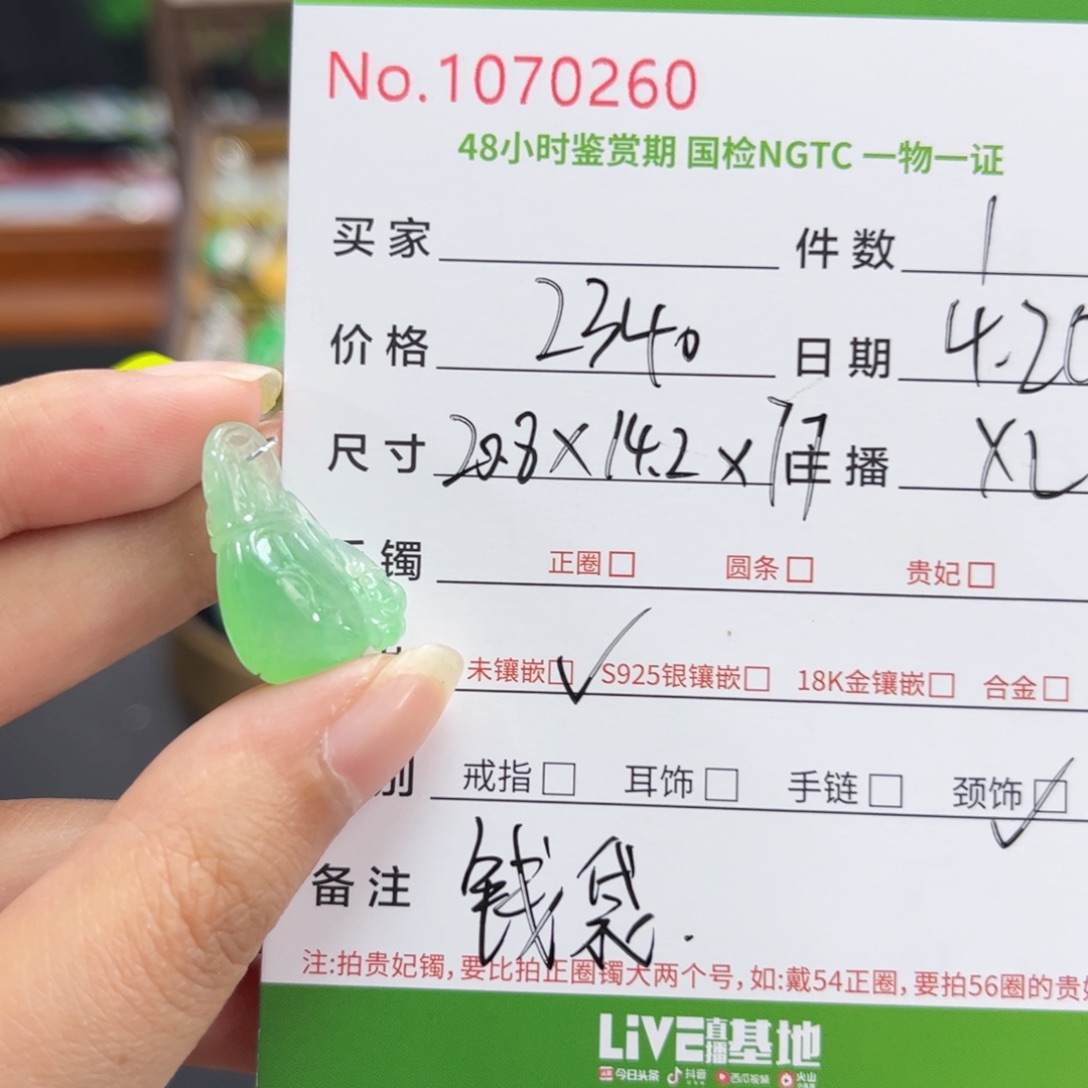 No.1070260
48小时鉴赏期 国检NGTC 一物一证
买家 件数 1
价格 2340 日期 4.20
尺寸 20.8×14.2×7.7 主播 XL
镯 正圈□ 圆条□ 贵妃□
未镶嵌□✓ S925银镶嵌□ 18K金镶嵌□ 合金□
别 戒指□ 耳饰□ 手链□ 颈饰□✓
备注 钱袋.
注:拍贵妃镯,要比拍正圈镯大两个号,如:戴54正圈,要拍56圈的贵
LiVE直播基地
今日头条 抖音 西瓜视频 火山